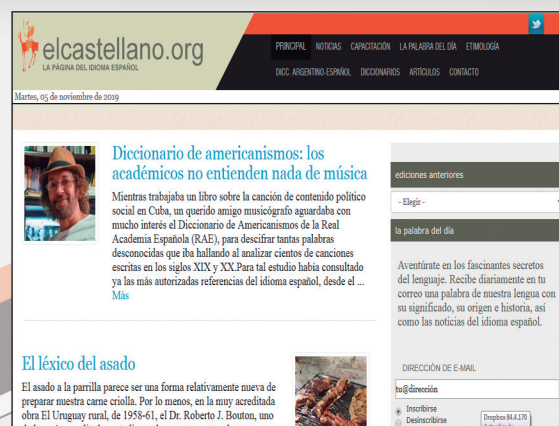 elcastellano.org
LA PÁGINA DEL IDIOMA ESPAÑOL
PRINCIPAL NOTICIAS CAPACITACIÓN LA PALABRA DEL DÍA ETIMOLOGÍA
DICC. ARGENTINO-ESPAÑOL DICCIONARIOS ARTÍCULOS CONTACTO
Martes, 05 de noviembre de 2019
Diccionario de americanismos: los
académicos no entienden nada de música
Mientras trabajaba un libro sobre la canción de contenido político
social en Cuba, un querido amigo musicógrafo aguardaba con
mucho interés el Diccionario de Americanismos de la Real
Academia Española (RAE), para descifrar tantas palabras
desconocidas que iba hallando al analizar cientos de canciones
escritas en los siglos XIX y XX.Para tal estudio había consultado
ya las más autorizadas referencias del idioma español, desde el ...
Más
El léxico del asado
El asado a la parrilla parece ser una forma relativamente nueva de
preparar nuestra carne criolla. Por lo menos, en la muy acreditada
obra El Uruguay rural, de 1958-61, el Dr. Roberto J. Bouton, uno
ediciones anteriores
- Elegir -
la palabra del día
Aventúrate en los fascinantes secretos
del lenguaje. Recibe diariamente en tu
correo una palabra de nuestra lengua con
su significado, su origen e historia, así
como las noticias del idioma español.
DIRECCIÓN DE E-MAIL
tu@dirección
Inscribirse
Desinscribirse
Dropbox 84.4.170